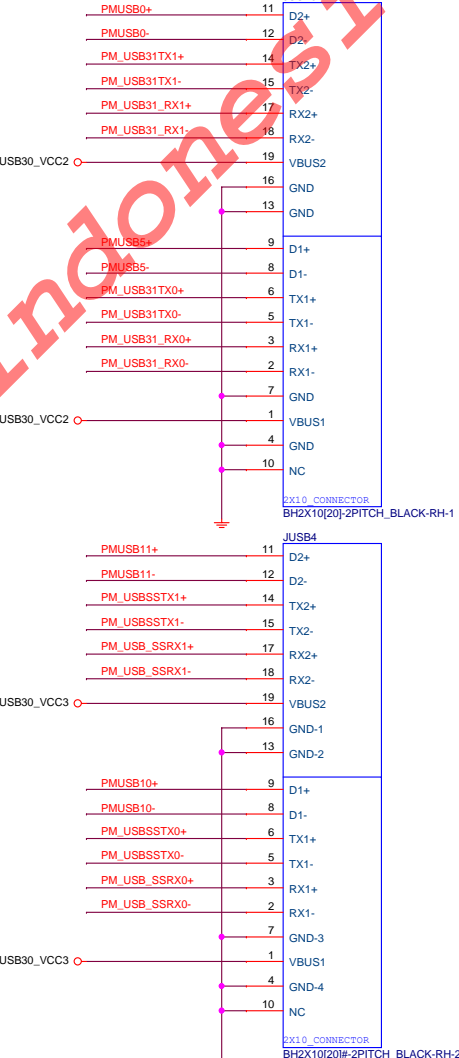 PMUSB0+ 11 D2+
PMUSB0- 12 D2-
PM_USB31TX1+ 14 TX2+
PM_USB31TX1- 15 TX2-
PM_USB31_RX1+ 17 RX2+
PM_USB31_RX1- 18 RX2-
USB30_VCC2 19 VBUS2
16 GND
13 GND
PMUSB5+ 9 D1+
PMUSB5- 8 D1-
PM_USB31TX0+ 6 TX1+
PM_USB31TX0- 5 TX1-
PM_USB31_RX0+ 3 RX1+
PM_USB31_RX0- 2 RX1-
7 GND
USB30_VCC2 1 VBUS1
4 GND
10 NC
2X10_CONNECTOR
BH2X10[20]-2PITCH_BLACK-RH-1
JUSB4
PMUSB11+ 11 D2+
PMUSB11- 12 D2-
PM_USBSSTX1+ 14 TX2+
PM_USBSSTX1- 15 TX2-
PM_USB_SSRX1+ 17 RX2+
PM_USB_SSRX1- 18 RX2-
USB30_VCC3 19 VBUS2
16 GND-1
13 GND-2
PMUSB10+ 9 D1+
PMUSB10- 8 D1-
PM_USBSSTX0+ 6 TX1+
PM_USBSSTX0- 5 TX1-
PM_USB_SSRX0+ 3 RX1+
PM_USB_SSRX0- 2 RX1-
7 GND-3
USB30_VCC3 1 VBUS1
4 GND-4
10 NC
2X10_CONNECTOR
BH2X10[20]#-2PITCH_BLACK-RH-2
indonesi